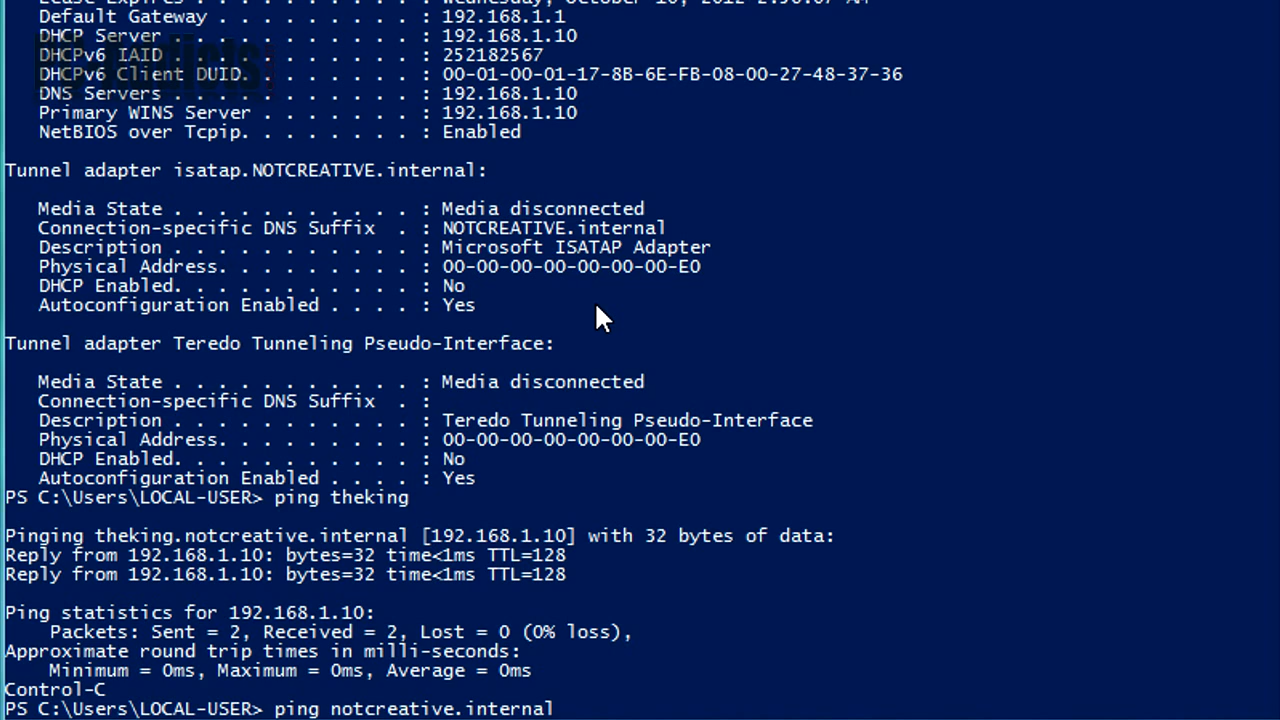 Default Gateway . . . . . . . . . : 192.168.1.1
DHCP Server . . . . . . . . . . . : 192.168.1.10
DHCPv6 IAID . . . . . . . . . . . : 252182567
DHCPv6 Client DUID. . . . . . . . : 00-01-00-01-17-8B-6E-FB-08-00-27-48-37-36
DNS Servers . . . . . . . . . . . : 192.168.1.10
Primary WINS Server . . . . . . . : 192.168.1.10
NetBIOS over Tcpip. . . . . . . . : Enabled
Tunnel adapter isatap.NOTCREATIVE.internal:
Media State . . . . . . . . . . . : Media disconnected
Connection-specific DNS Suffix  . : NOTCREATIVE.internal
Description . . . . . . . . . . . : Microsoft ISATAP Adapter
Physical Address. . . . . . . . . : 00-00-00-00-00-00-00-E0
DHCP Enabled. . . . . . . . . . . : No
Autoconfiguration Enabled . . . . : Yes
Tunnel adapter Teredo Tunneling Pseudo-Interface:
Media State . . . . . . . . . . . : Media disconnected
Connection-specific DNS Suffix  . :
Description . . . . . . . . . . . : Teredo Tunneling Pseudo-Interface
Physical Address. . . . . . . . . : 00-00-00-00-00-00-00-E0
DHCP Enabled. . . . . . . . . . . : No
Autoconfiguration Enabled . . . . : Yes
PS C:\Users\LOCAL-USER> ping theking
Pinging theking.notcreative.internal [192.168.1.10] with 32 bytes of data:
Reply from 192.168.1.10: bytes=32 time<1ms TTL=128
Reply from 192.168.1.10: bytes=32 time<1ms TTL=128
Ping statistics for 192.168.1.10:
Packets: Sent = 2, Received = 2, Lost = 0 (0% loss),
Approximate round trip times in milli-seconds:
Minimum = 0ms, Maximum = 0ms, Average = 0ms
Control-C
PS C:\Users\LOCAL-USER> ping notcreative.internal